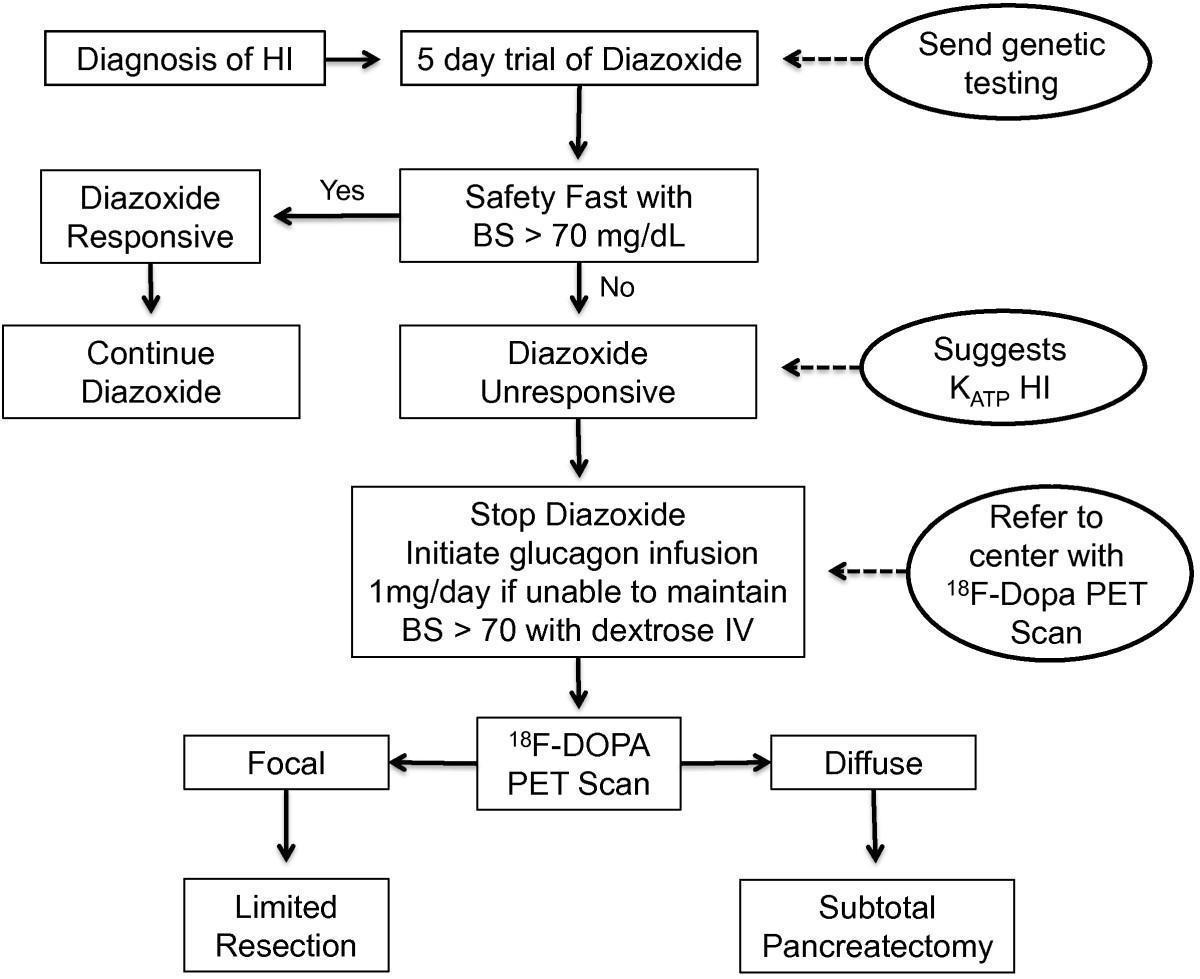 Diagnosis of HI
5 day trial of Diazoxide
Send genetic
testing
Diazoxide
Responsive
Yes
Safety Fast with
BS > 70 mg/dL
No
Continue
Diazoxide
Diazoxide
Unresponsive
Suggests
K_ATP HI
Stop Diazoxide
Initiate glucagon infusion
1mg/day if unable to maintain
BS > 70 with dextrose IV
Refer to
center with
¹⁸F-Dopa PET
Scan
Focal
¹⁸F-DOPA
PET Scan
Diffuse
Limited
Resection
Subtotal
Pancreatectomy